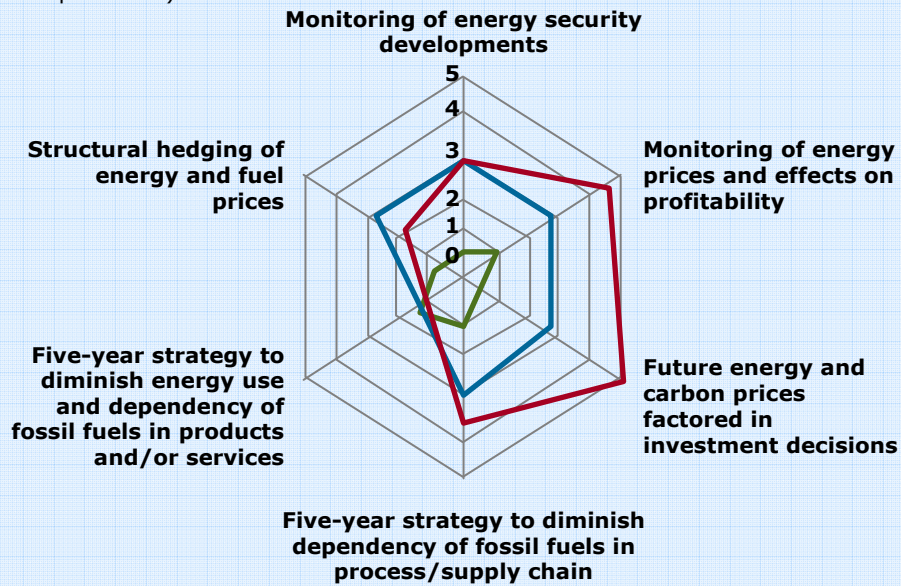 Monitoring of energy security
developments
5
4
3
2
1
0
Structural hedging of
energy and fuel
prices
Monitoring of energy
prices and effects on
profitability
Five-year strategy to
diminish energy use
and dependency of
fossil fuels in products
and/or services
Future energy and
carbon prices
factored in
investment decisions
Five-year strategy to diminish
dependency of fossil fuels in
process/supply chain